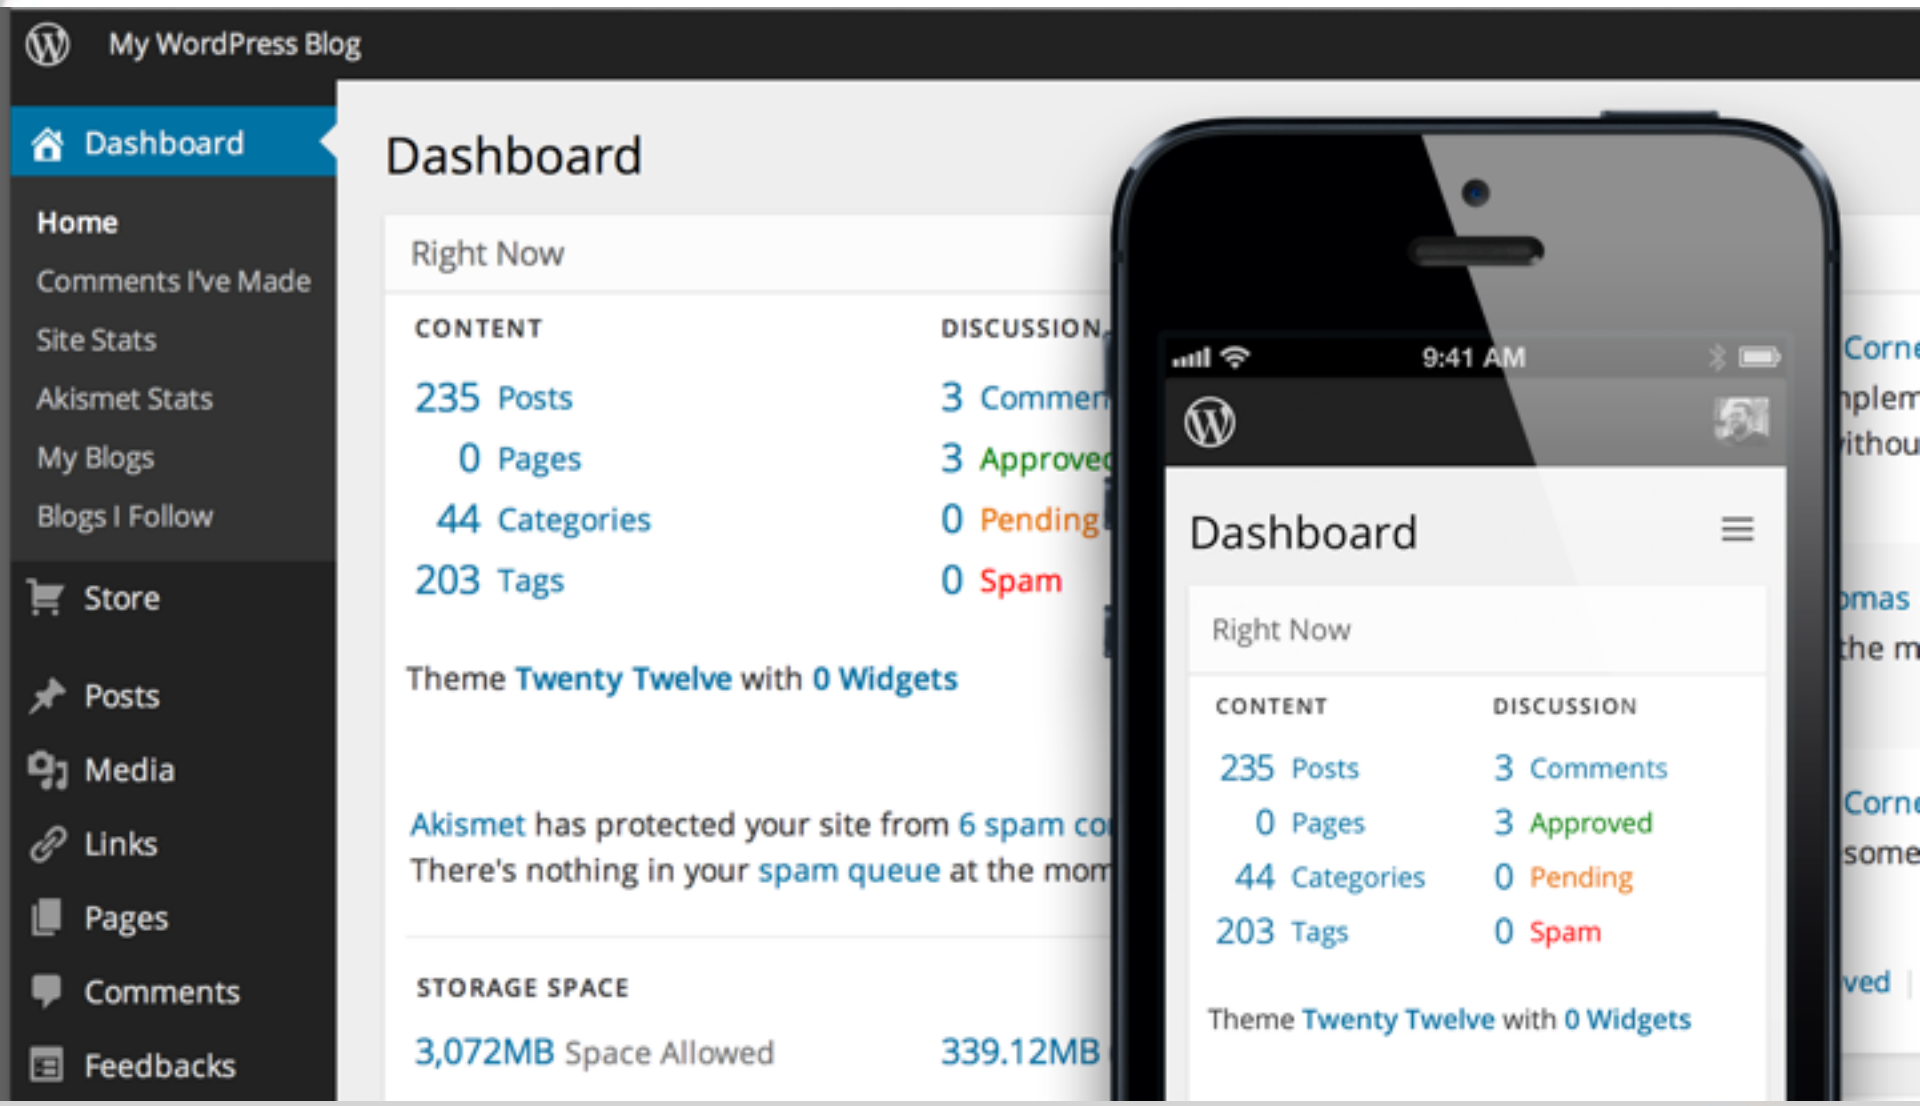 My WordPress Blog
Dashboard
Home
Comments I've Made
Site Stats
Akismet Stats
My Blogs
Blogs I Follow
Store
Posts
Media
Links
Pages
Comments
Feedbacks
Dashboard
Right Now
CONTENT
235 Posts
0 Pages
44 Categories
203 Tags
DISCUSSION
3
3 Approved
0 Pending
0 Spam
Theme Twenty Twelve with 0 Widgets
Akismet has protected your site from 6 spam
There's nothing in your spam queue at the
STORAGE SPACE
3,072MB Space Allowed
339.12MB
9:41 AM
Dashboard
Right Now
CONTENT
235 Posts
0 Pages
44 Categories
203 Tags
DISCUSSION
3 Comments
3 Approved
0 Pending
0 Spam
Theme Twenty Twelve with 0 Widgets
the
some